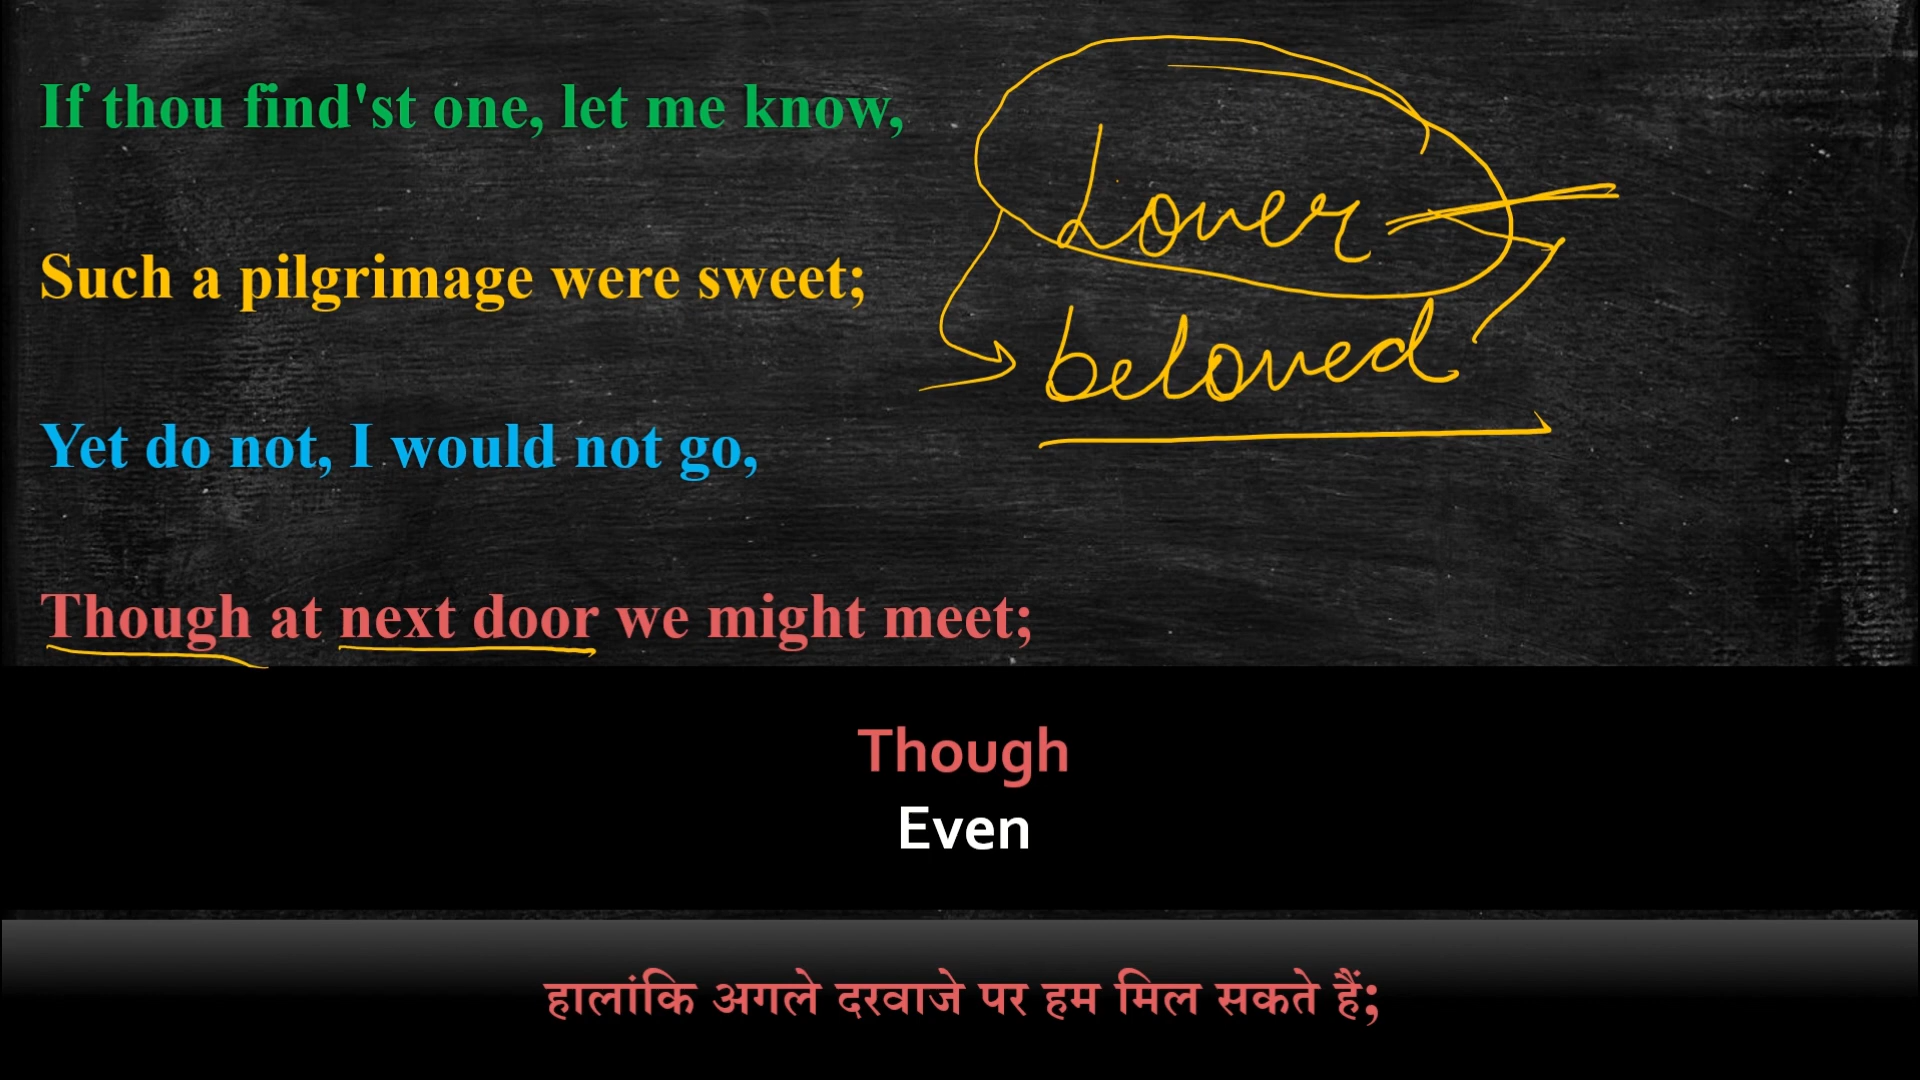 If thou find'st one, let me know,
Lover
Such a pilgrimage were sweet;
beloved
Yet do not, I would not go,
Though at next door we might meet;
Though
Even
हालांकि अगले दरवाजे पर हम मिल सकते हैं;